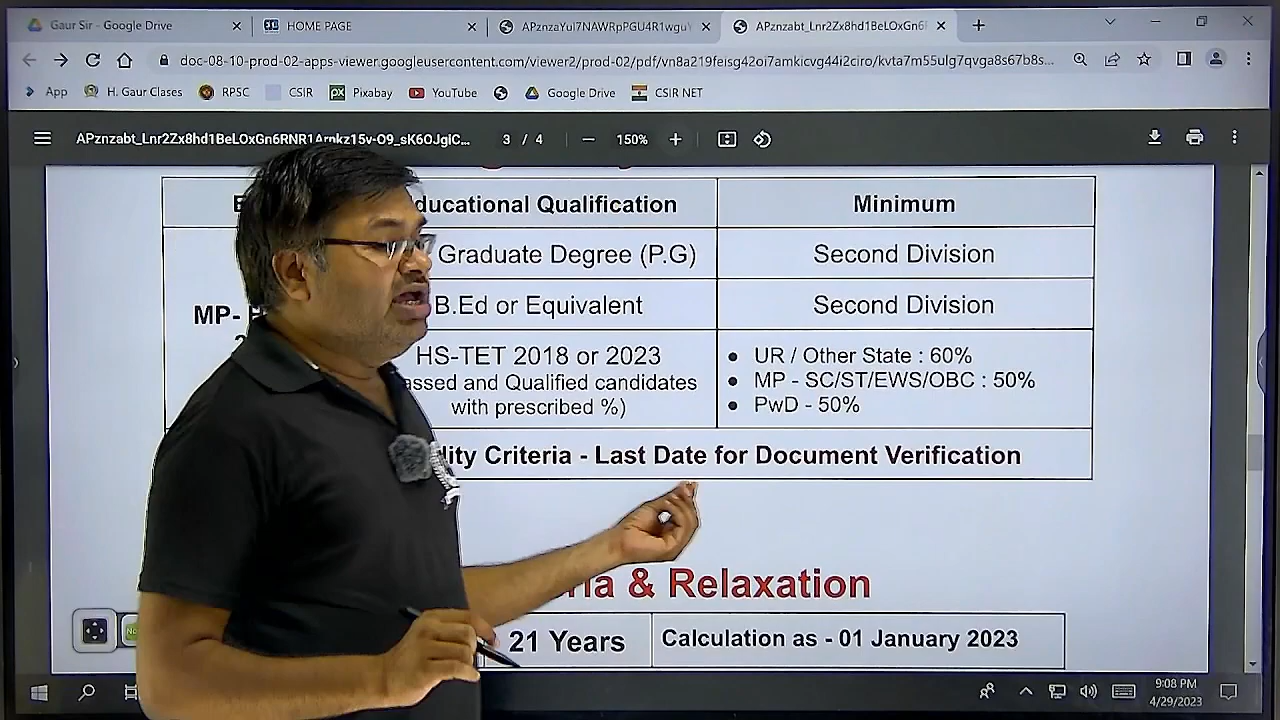 Gaur Sir - Google Drive
HOME PAGE
APznzaYul7NAWRpPGU4R1wgu
APznzabt_Lnr2Zx8hd1BeLOxGn6
doc-08-10-prod-02-apps-viewer.googleusercontent.com/viewer2/prod-02/pdf/vn8a219feisg42oi7amkicvg44i2ciro/kvta7m55ulg7qvga8s67b8s...
App
H. Gaur Clases
RPSC
CSIR
Pixabay
YouTube
Google Drive
CSIR NET
APznzabt_Lnr2Zx8hd1BeLOxGn6RNR1Arnkz15v-O9_sK6OJgiC...
3 / 4
150%
ducational Qualification
Minimum
Graduate Degree (P.G)
Second Division
MP-
B.Ed or Equivalent
Second Division
HS-TET 2018 or 2023
assed and Qualified candidates
with prescribed %)
• UR / Other State : 60%
• MP - SC/ST/EWS/OBC : 50%
• PwD - 50%
lity Criteria - Last Date for Document Verification
ria & Relaxation
21 Years
Calculation as - 01 January 2023
9:08 PM
4/29/2023